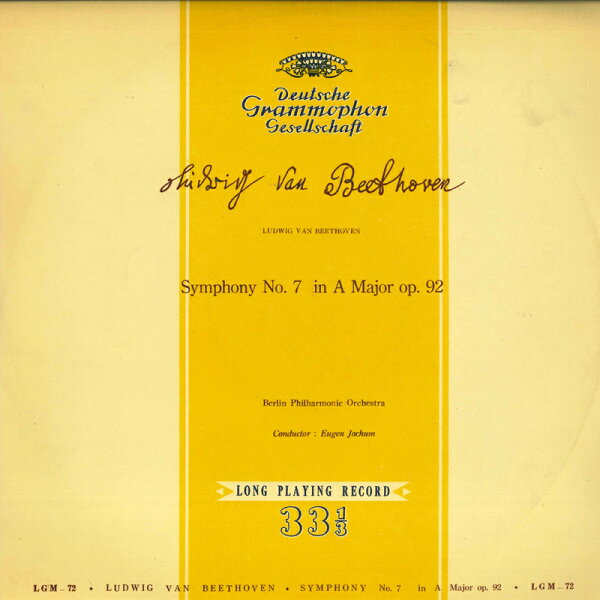 Deutsche
Grammophon
Gesellschaft
Ludwig van Beethoven
LUDWIG VAN BEETHOVEN
Symphony No. 7 in A Major op. 92
Berlin Philharmonic Orchestra
Conductor : Eugen Jochum
LONG PLAYING RECORD
33 1/3
LGM - 72 • LUDWIG VAN BEETHOVEN • SYMPHONY No. 7 in A Major op. 92 • LGM - 72